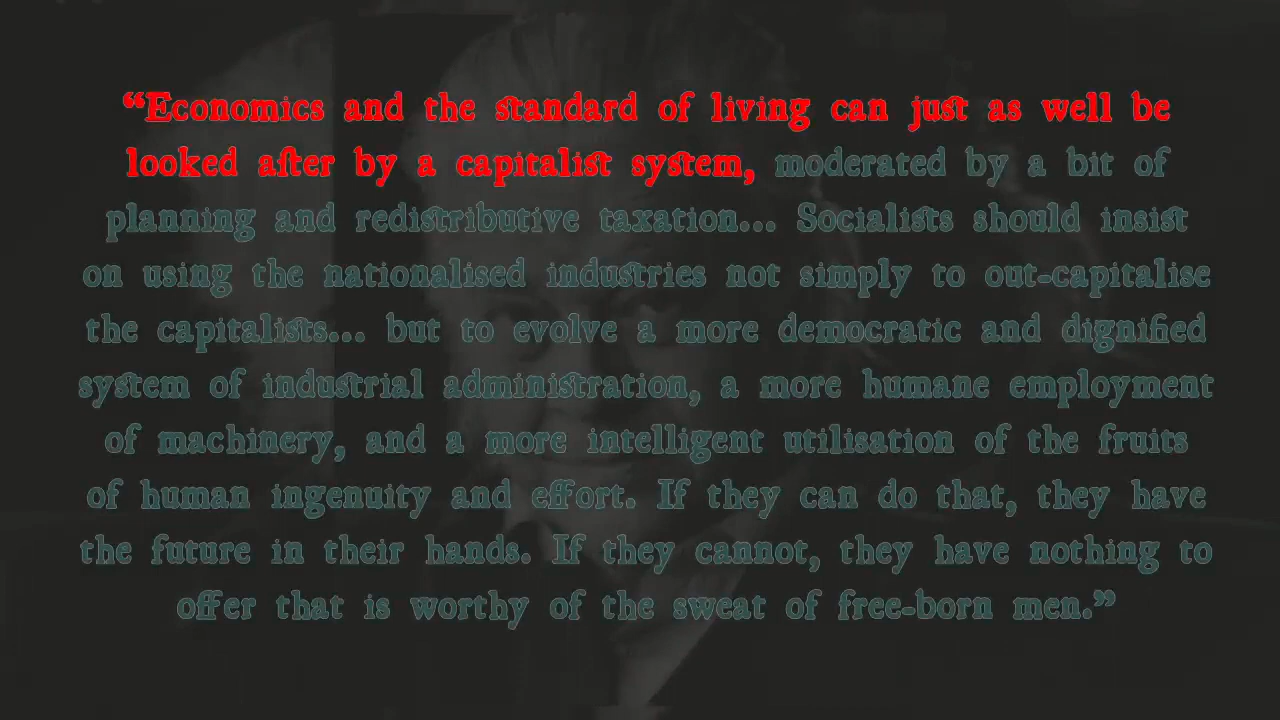 “Economics and the standard of living can just as well be
looked after by a capitalist system, moderated by a bit of
planning and redistributive taxation... Socialists should insist
on using the nationalised industries not simply to out-capitalise
the capitalists... but to evolve a more democratic and dignified
system of industrial administration, a more humane employment
of machinery, and a more intelligent utilisation of the fruits
of human ingenuity and effort. If they can do that, they have
the future in their hands. If they cannot, they have nothing to
offer that is worthy of the sweat of free-born men.”